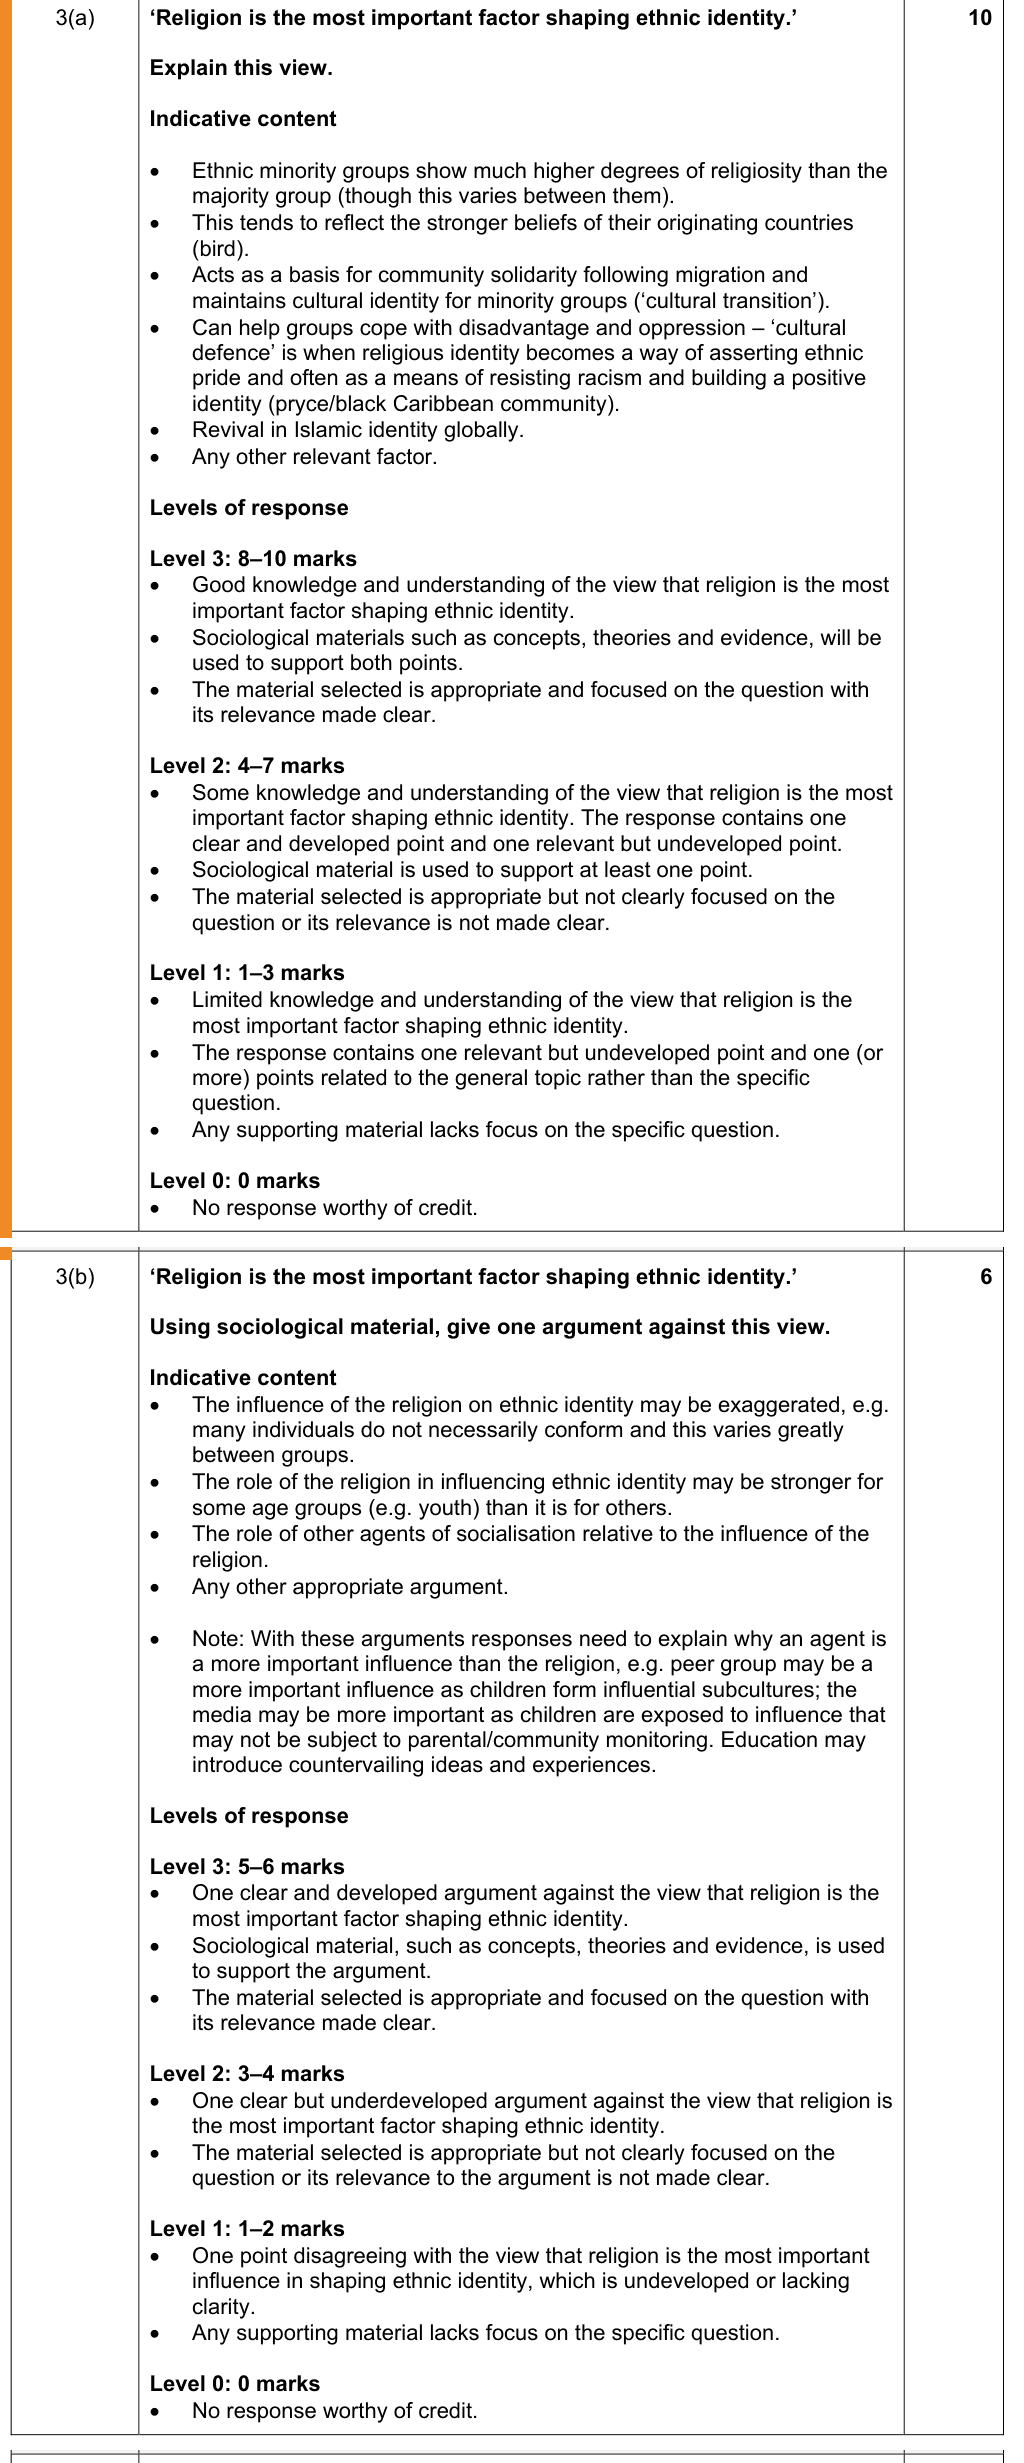 3(a) ‘Religion is the most important factor shaping ethnic identity.’ 10
Explain this view.
Indicative content
• Ethnic minority groups show much higher degrees of religiosity than the
majority group (though this varies between them).
• This tends to reflect the stronger beliefs of their originating countries
(bird).
• Acts as a basis for community solidarity following migration and
maintains cultural identity for minority groups (‘cultural transition’).
• Can help groups cope with disadvantage and oppression – ‘cultural
defence’ is when religious identity becomes a way of asserting ethnic
pride and often as a means of resisting racism and building a positive
identity (pryce/black Caribbean community).
• Revival in Islamic identity globally.
• Any other relevant factor.
Levels of response
Level 3: 8–10 marks
• Good knowledge and understanding of the view that religion is the most
important factor shaping ethnic identity.
• Sociological materials such as concepts, theories and evidence, will be
used to support both points.
• The material selected is appropriate and focused on the question with
its relevance made clear.
Level 2: 4–7 marks
• Some knowledge and understanding of the view that religion is the most
important factor shaping ethnic identity. The response contains one
clear and developed point and one relevant but undeveloped point.
• Sociological material is used to support at least one point.
• The material selected is appropriate but not clearly focused on the
question or its relevance is not made clear.
Level 1: 1–3 marks
• Limited knowledge and understanding of the view that religion is the
most important factor shaping ethnic identity.
• The response contains one relevant but undeveloped point and one (or
more) points related to the general topic rather than the specific
question.
• Any supporting material lacks focus on the specific question.
Level 0: 0 marks
• No response worthy of credit.
3(b) ‘Religion is the most important factor shaping ethnic identity.’ 6
Using sociological material, give one argument against this view.
Indicative content
• The influence of the religion on ethnic identity may be exaggerated, e.g.
many individuals do not necessarily conform and this varies greatly
between groups.
• The role of the religion in influencing ethnic identity may be stronger for
some age groups (e.g. youth) than it is for others.
• The role of other agents of socialisation relative to the influence of the
religion.
• Any other appropriate argument.
• Note: With these arguments responses need to explain why an agent is
a more important influence than the religion, e.g. peer group may be a
more important influence as children form influential subcultures; the
media may be more important as children are exposed to influence that
may not be subject to parental/community monitoring. Education may
introduce countervailing ideas and experiences.
Levels of response
Level 3: 5–6 marks
• One clear and developed argument against the view that religion is the
most important factor shaping ethnic identity.
• Sociological material, such as concepts, theories and evidence, is used
to support the argument.
• The material selected is appropriate and focused on the question with
its relevance made clear.
Level 2: 3–4 marks
• One clear but underdeveloped argument against the view that religion is
the most important factor shaping ethnic identity.
• The material selected is appropriate but not clearly focused on the
question or its relevance to the argument is not made clear.
Level 1: 1–2 marks
• One point disagreeing with the view that religion is the most important
influence in shaping ethnic identity, which is undeveloped or lacking
clarity.
• Any supporting material lacks focus on the specific question.
Level 0: 0 marks
• No response worthy of credit.